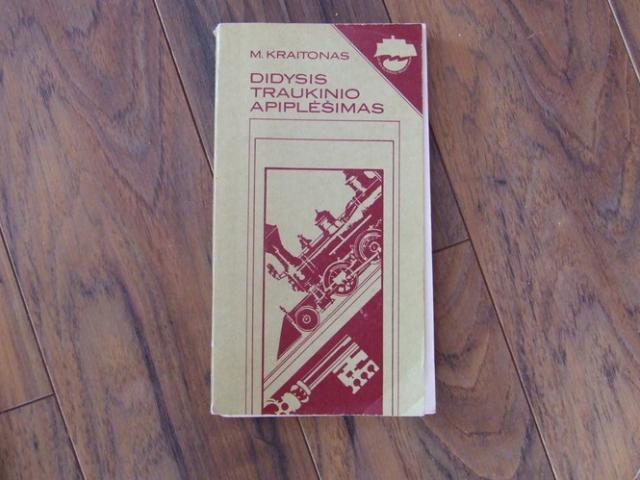 M. KRAITONAS
DIDYSIS
TRAUKINIO
APIPLĖŠIMAS